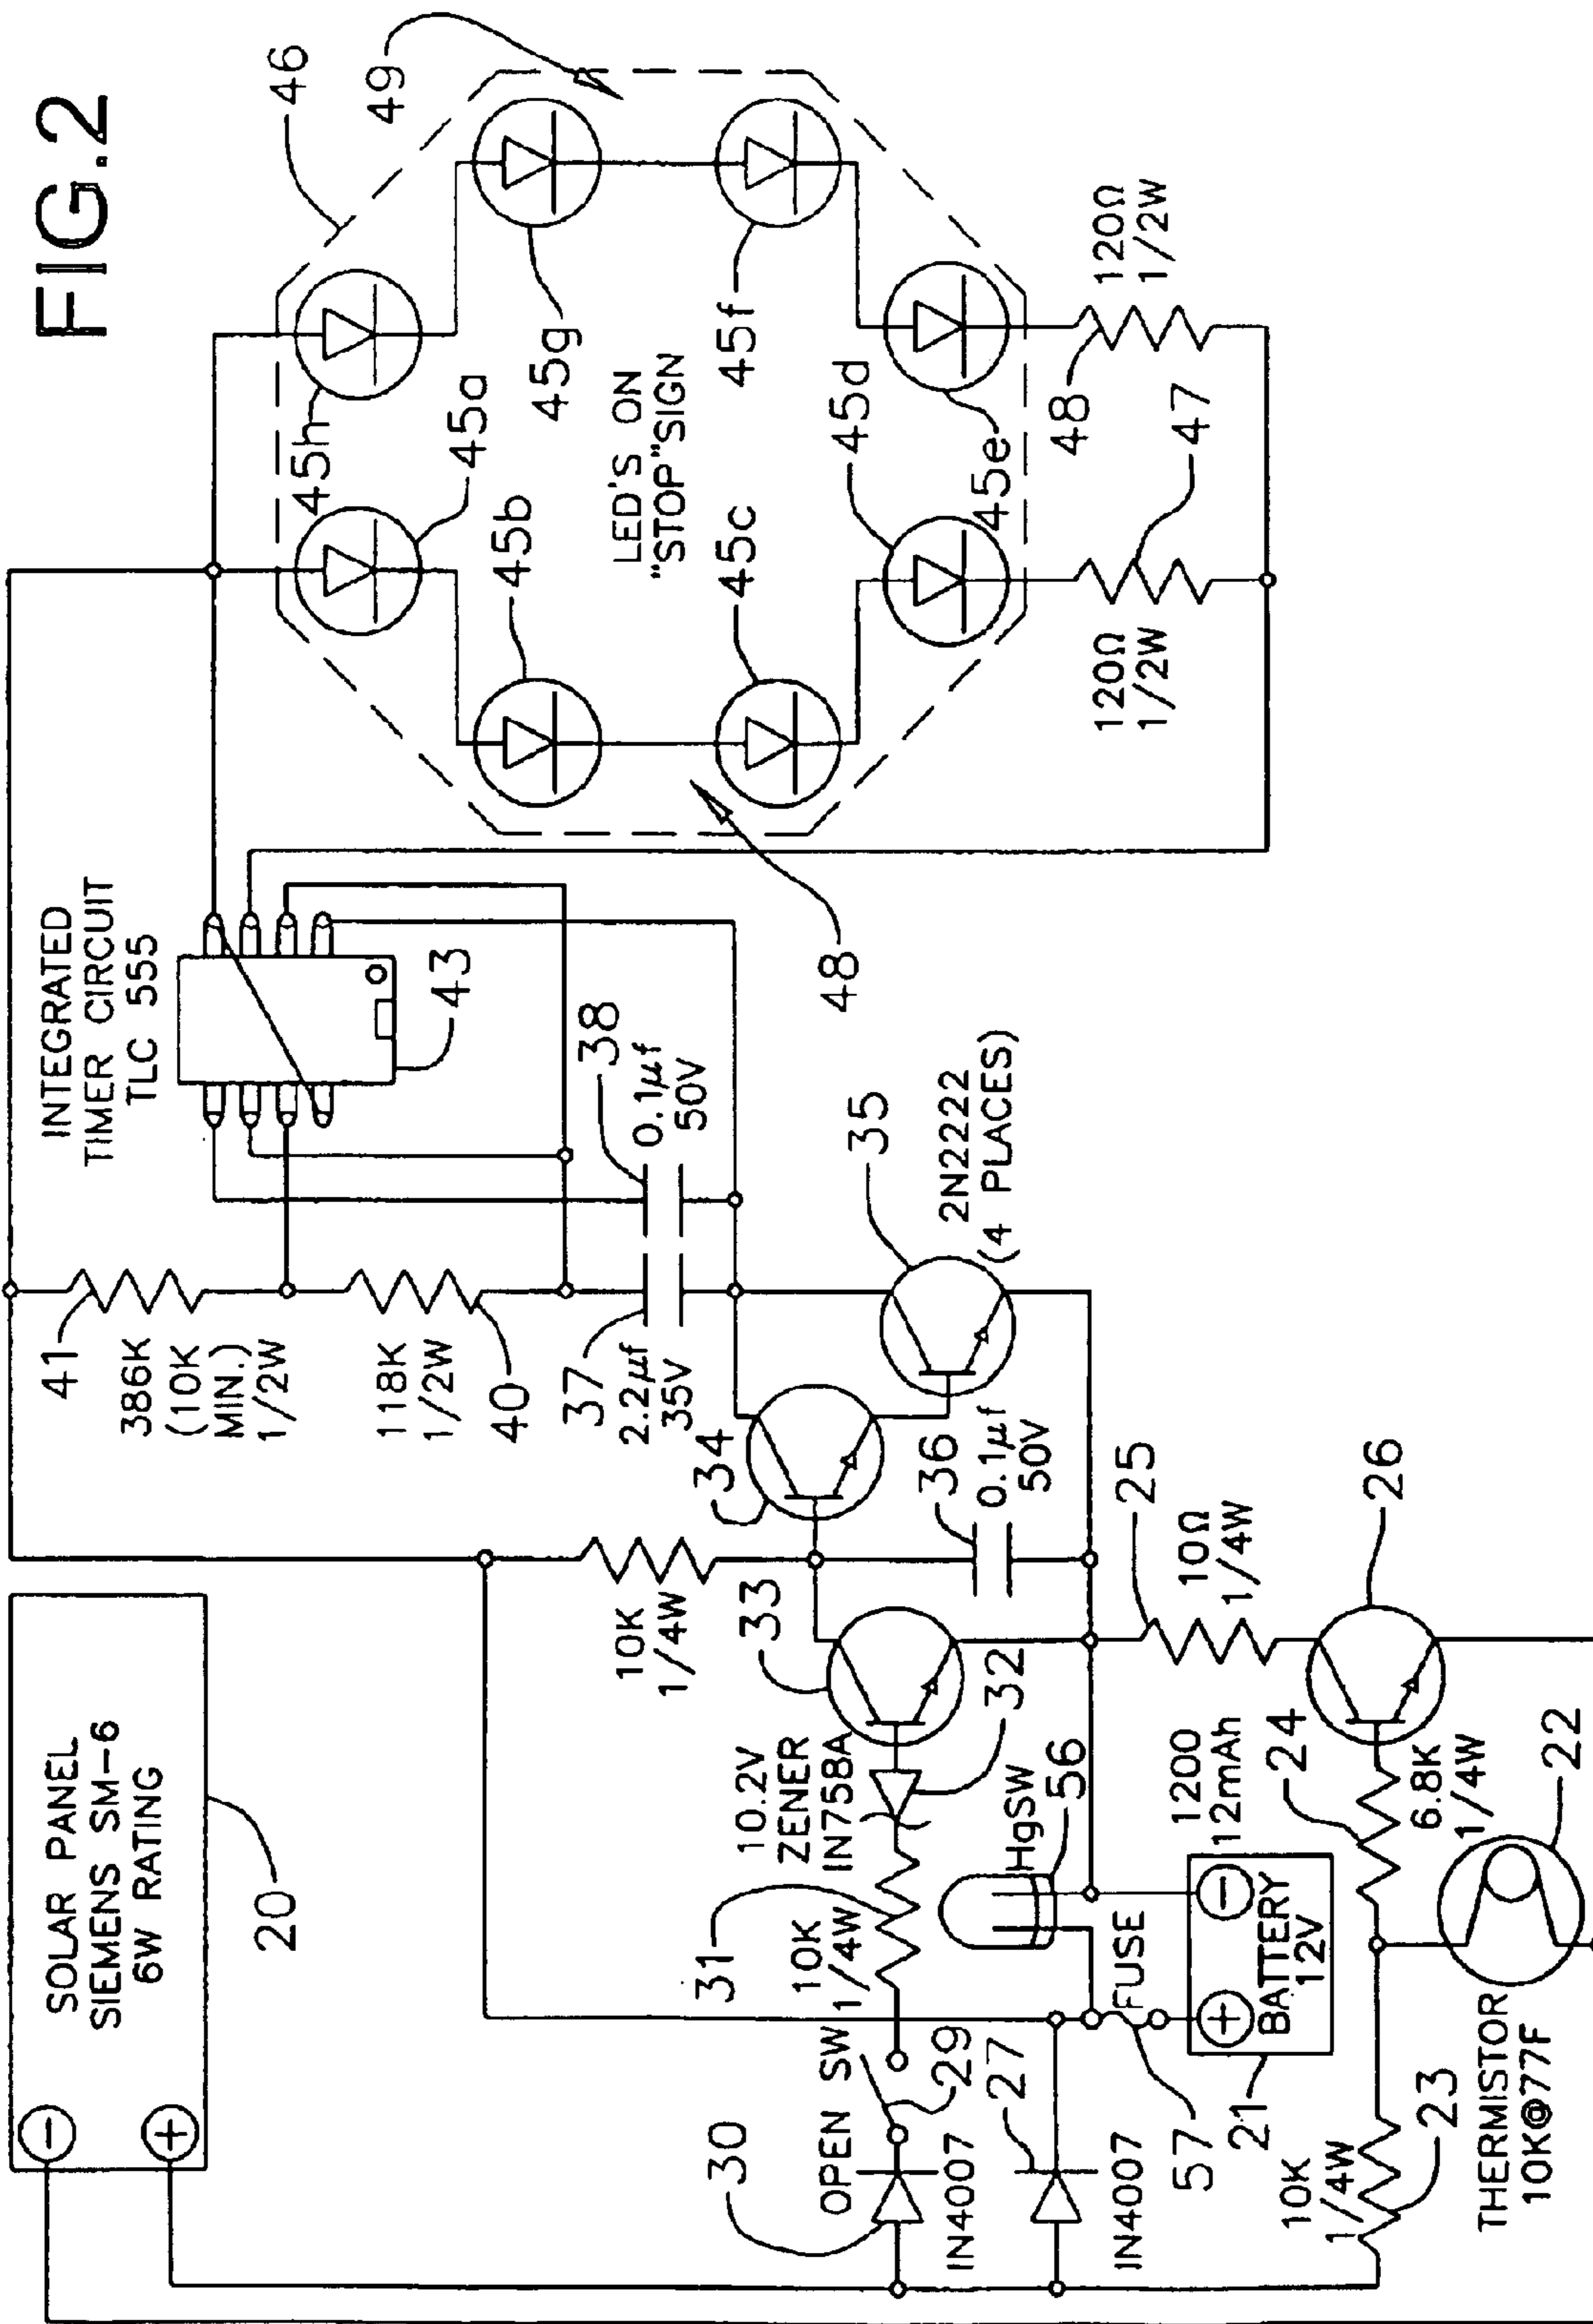 FIG.2
SOLAR PANEL
SIEMENS SM-6
6W RATING
20
INTEGRATED
TIMER CIRCUIT
TLC 555
43
46
49
45h
45a
45g
45b
45f
45c
45d
45e
LED'S ON
"STOP"SIGN
48
48
47
120Ω
1/2W
120Ω
1/2W
41
386K
(10K
MIN.)
1/2W
118K
1/2W
40
37
2.2µf
35V
38
0.1µf
50V
34
35
2N2222
(4 PLACES)
10K
1/4W
33
36
0.1µf
50V
32
10.2V
ZENER
IN758A
31
10K
1/4W
OPEN SW
29
30
IN4007
27
IN4007
HgSW
56
FUSE
57
21
BATTERY
12V
1200
12mAh
25
10Ω
1/4W
26
24
6.8K
1/4W
22
10K
1/4W
23
THERMISTOR
10K@77F